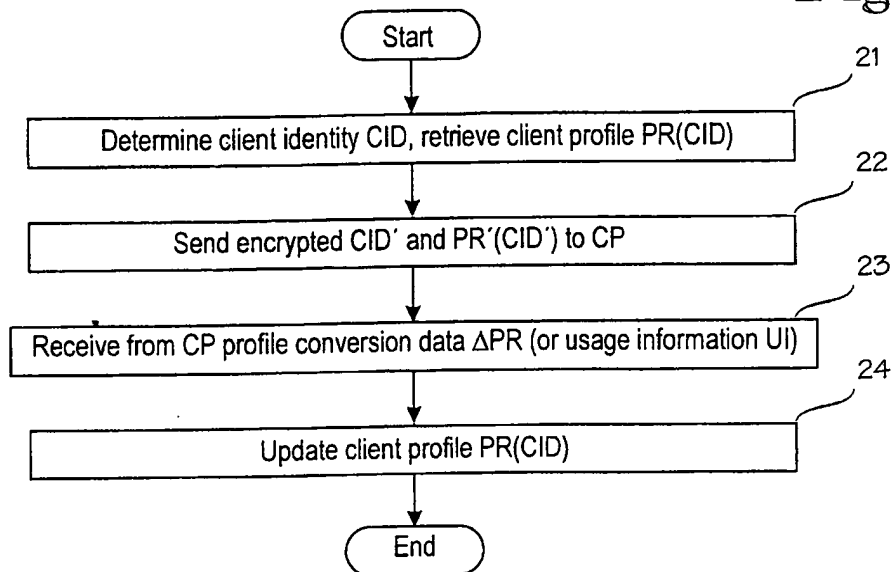 Start
21
Determine client identity CID, retrieve client profile PR(CID)
22
Send encrypted CID′ and PR′(CID′) to CP
23
Receive from CP profile conversion data ΔPR (or usage information UI)
24
Update client profile PR(CID)
End